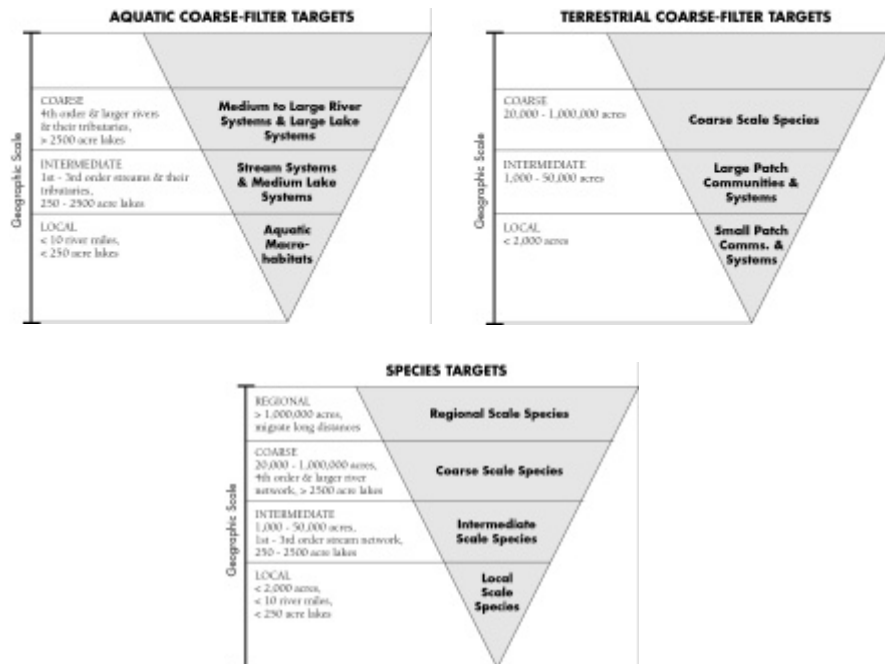 AQUATIC COARSE-FILTER TARGETS
Geographic Scale
COARSE
4th order & larger rivers
& their tributaries,
> 2500 acre lakes
Medium to Large River
Systems & Large Lake
Systems
INTERMEDIATE
1st - 3rd order streams & their
tributaries,
250 - 2500 acre lakes
Stream Systems
& Medium Lake
Systems
LOCAL
< 10 river miles,
< 250 acre lakes
Aquatic
Macro-
habitats
TERRESTRIAL COARSE-FILTER TARGETS
Geographic Scale
COARSE
20,000 - 1,000,000 acres
Coarse Scale Species
INTERMEDIATE
1,000 - 50,000 acres
Large Patch
Communities &
Systems
LOCAL
< 2,000 acres
Small Patch
Comms. &
Systems
SPECIES TARGETS
Geographic Scale
REGIONAL
> 1,000,000 acres,
migrate long distances
Regional Scale Species
COARSE
20,000 - 1,000,000 acres,
4th order & larger river
network, > 2500 acre lakes
Coarse Scale Species
INTERMEDIATE
1,000 - 50,000 acres,
1st - 3rd order stream network,
250 - 2500 acre lakes
Intermediate
Scale Species
LOCAL
< 2,000 acres,
< 10 river miles,
< 250 acre lakes
Local
Scale
Species